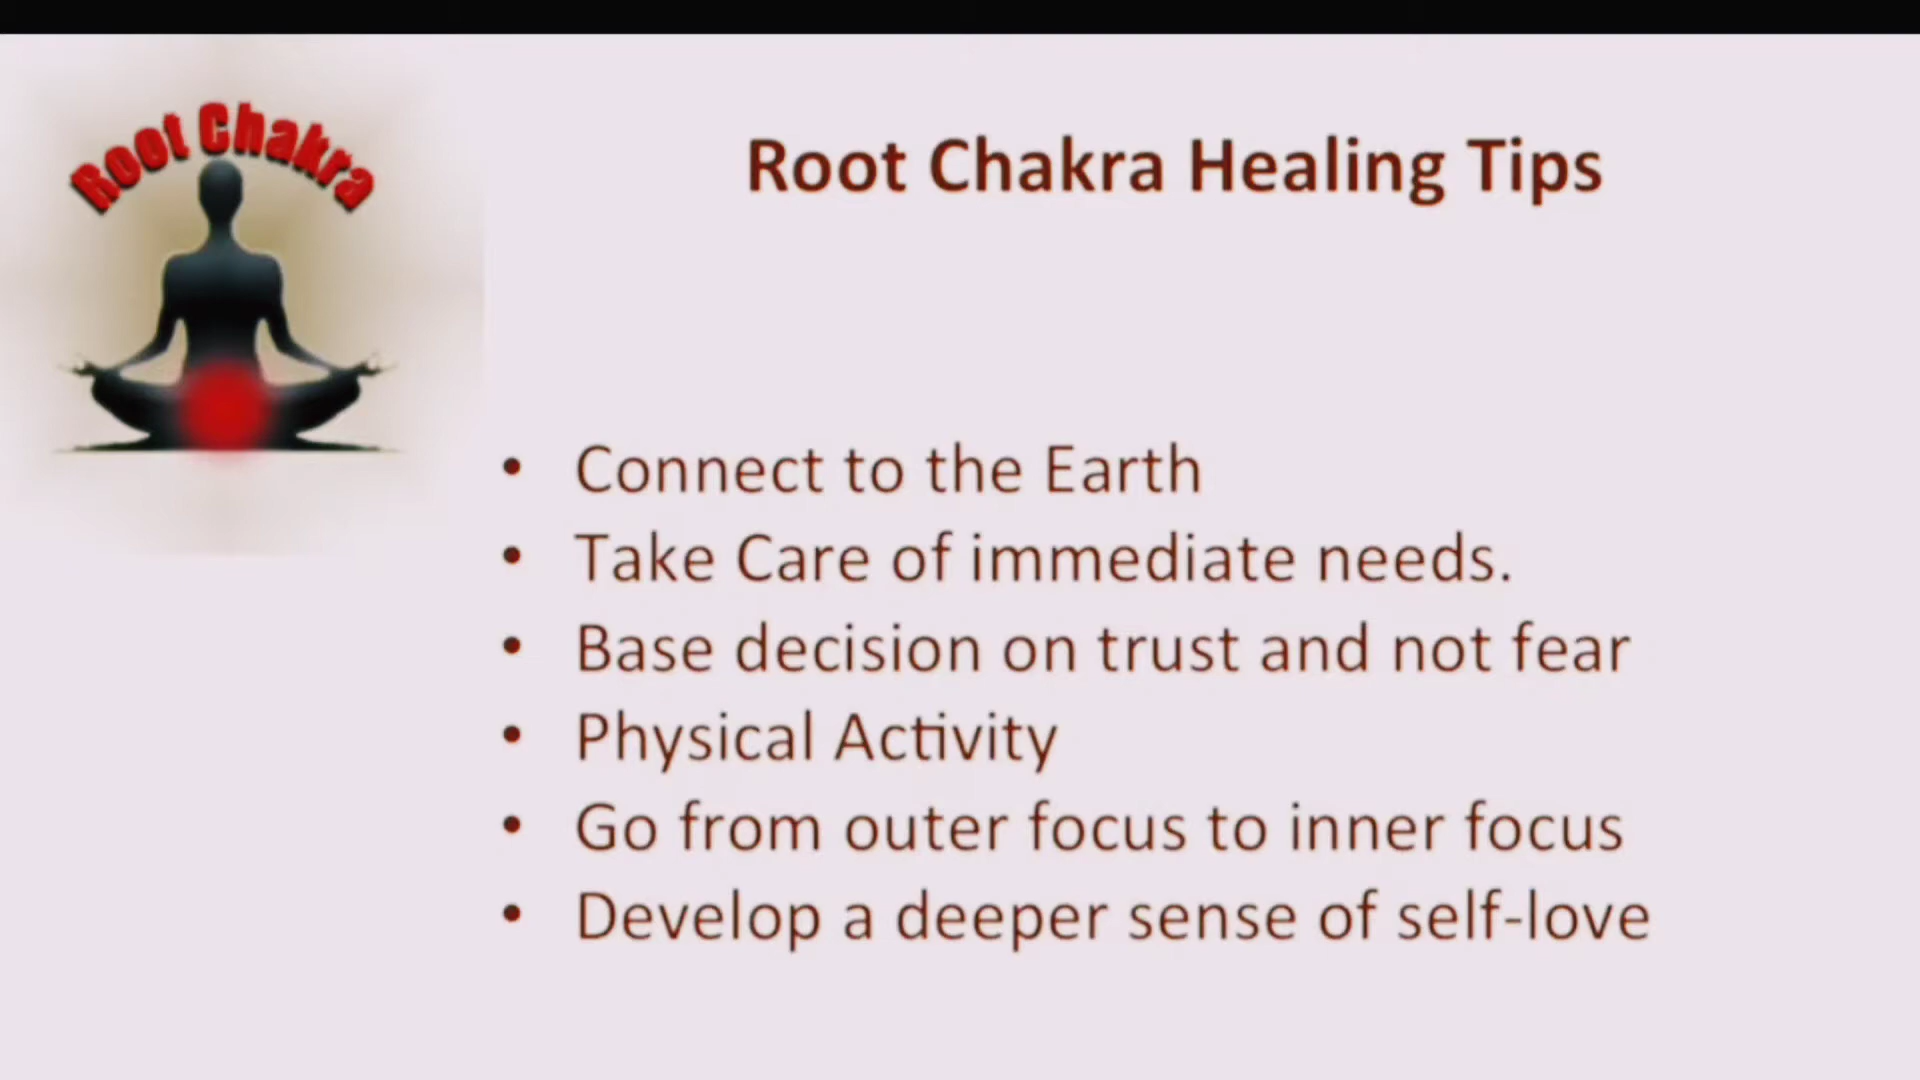 Root Chakra
Root Chakra Healing Tips
• Connect to the Earth
• Take Care of immediate needs.
• Base decision on trust and not fear
• Physical Activity
• Go from outer focus to inner focus
• Develop a deeper sense of self-love